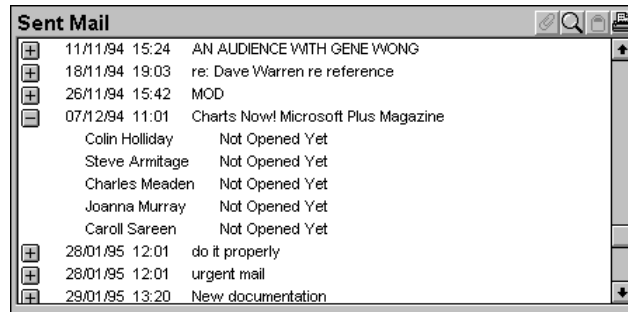 Sent Mail
11/11/94 15:24 AN AUDIENCE WITH GENE WONG
18/11/94 19:03 re: Dave Warren re reference
26/11/94 15:42 MOD
07/12/94 11:01 Charts Now! Microsoft Plus Magazine
Colin Holliday Not Opened Yet
Steve Armitage Not Opened Yet
Charles Meaden Not Opened Yet
Joanna Murray Not Opened Yet
Caroll Sareen Not Opened Yet
28/01/95 12:01 do it properly
28/01/95 12:01 urgent mail
29/01/95 13:20 New documentation